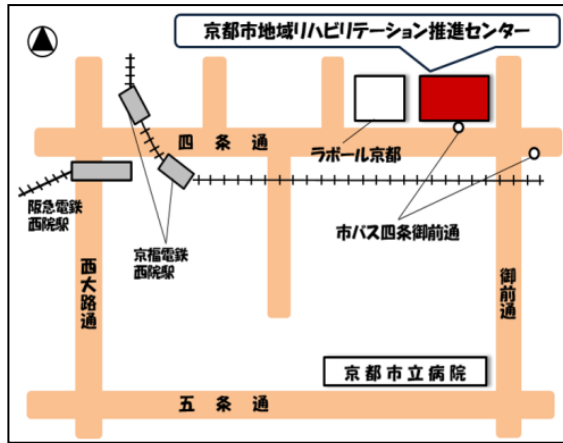 京都市地域リハビリテーション推進センター
四条通
ラボール京都
阪急電鉄
西院駅
京福電鉄
西院駅
市バス四条御前通
西大路通
御前通
京都市立病院
五条通